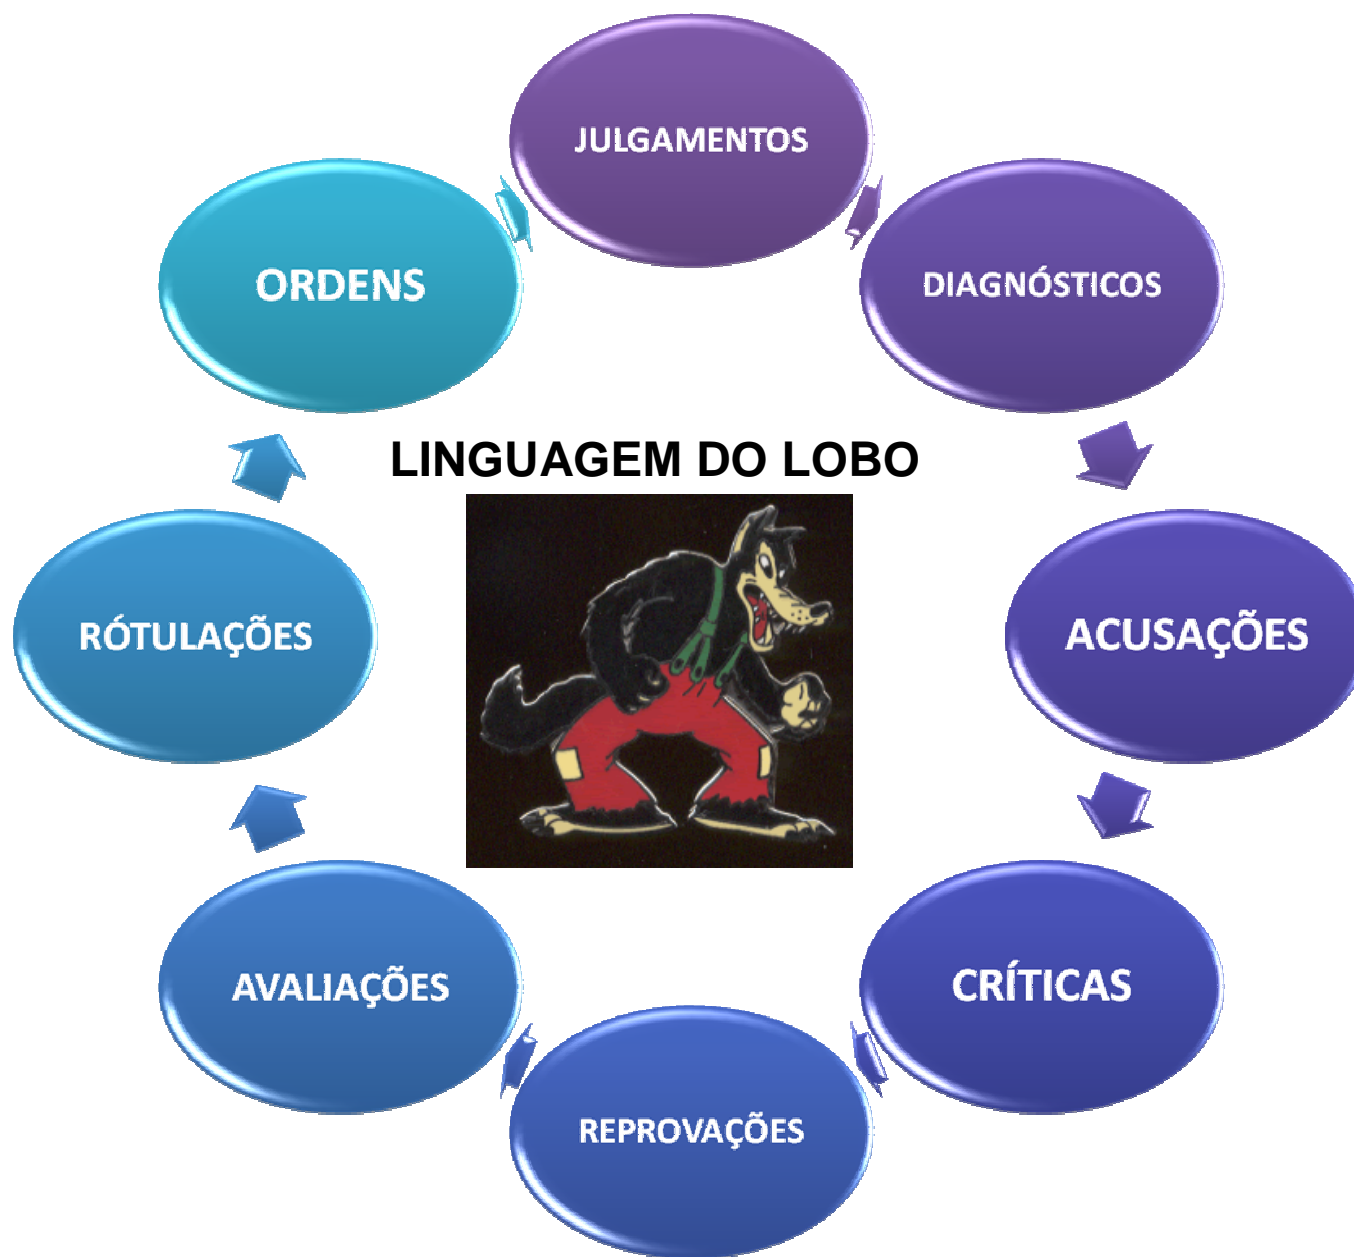 JULGAMENTOS
DIAGNÓSTICOS
ACUSAÇÕES
CRÍTICAS
REPROVAÇÕES
AVALIAÇÕES
RÓTULAÇÕES
ORDENS
LINGUAGEM DO LOBO